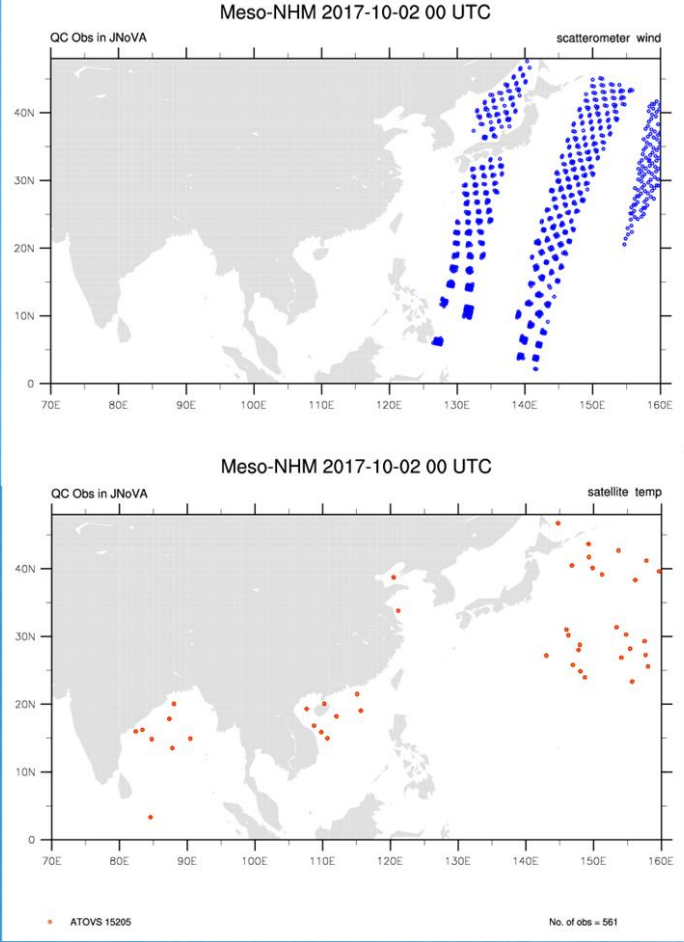 Meso-NHM 2017-10-02 00 UTC
QC Obs in JNoVA scatterometer wind
40N
30N
20N
10N
0
70E 80E 90E 100E 110E 120E 130E 140E 150E 160E
Meso-NHM 2017-10-02 00 UTC
QC Obs in JNoVA satellite temp
40N
30N
20N
10N
0
70E 80E 90E 100E 110E 120E 130E 140E 150E 160E
ATOVS 15205 No. of obs = 561